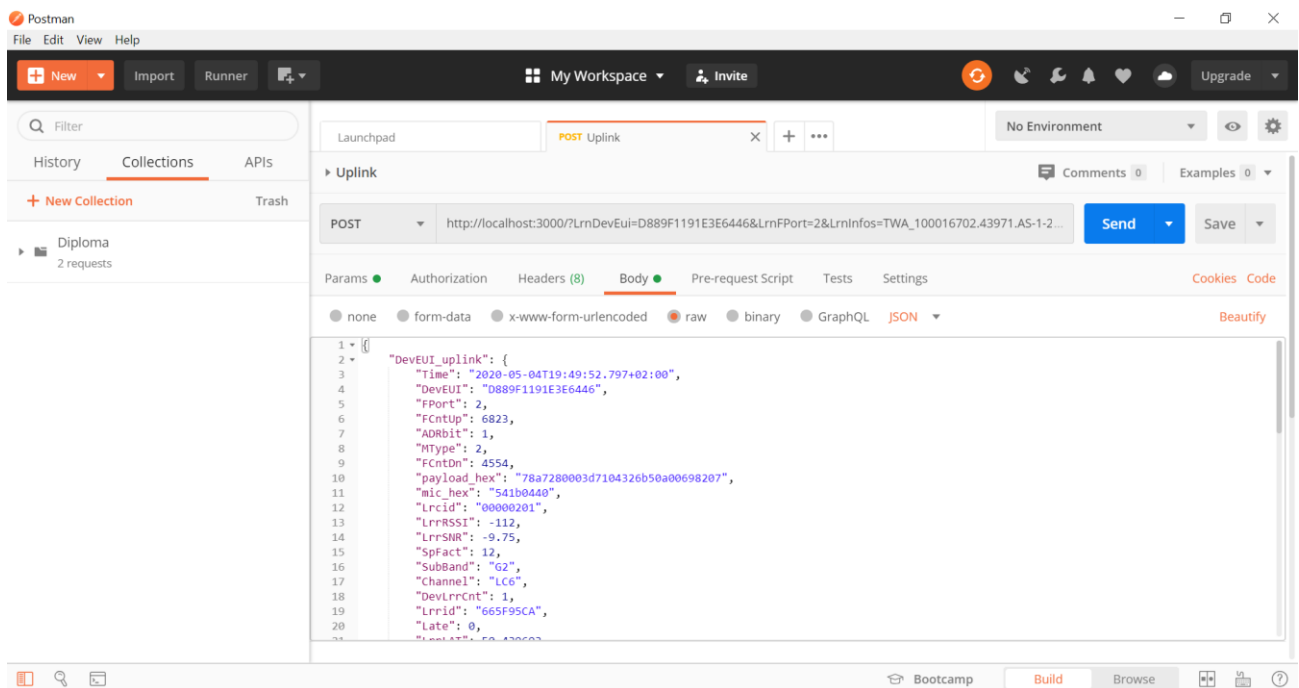 Postman
File Edit View Help
New Import Runner My Workspace Invite Upgrade
Filter
History Collections APIs
+ New Collection Trash
Diploma
2 requests
Launchpad POST Uplink No Environment
Uplink Comments 0 Examples 0
POST http://localhost:3000/?LrnDevEui=D889F1191E3E6446&LrnFPort=2&LrnInfos=TWA_100016702.43971.AS-1-2... Send Save
Params Authorization Headers (8) Body Pre-request Script Tests Settings Cookies Code
none form-data x-www-form-urlencoded raw binary GraphQL JSON Beautify
1 {
2 "DevEUI_uplink": {
3 "Time": "2020-05-04T19:49:52.797+02:00",
4 "DevEUI": "D889F1191E3E6446",
5 "FPort": 2,
6 "FCntUp": 6823,
7 "ADRbit": 1,
8 "MType": 2,
9 "FCntDn": 4554,
10 "payload_hex": "78a7280003d7104326b50a00698207",
11 "mic_hex": "541b0440",
12 "Lrcid": "00000201",
13 "LrrRSSI": -112,
14 "LrrSNR": -9.75,
15 "SpFact": 12,
16 "SubBand": "G2",
17 "Channel": "LC6",
18 "DevLrrCnt": 1,
19 "Lrrid": "665F95CA",
20 "Late": 0,
Bootcamp Build Browse